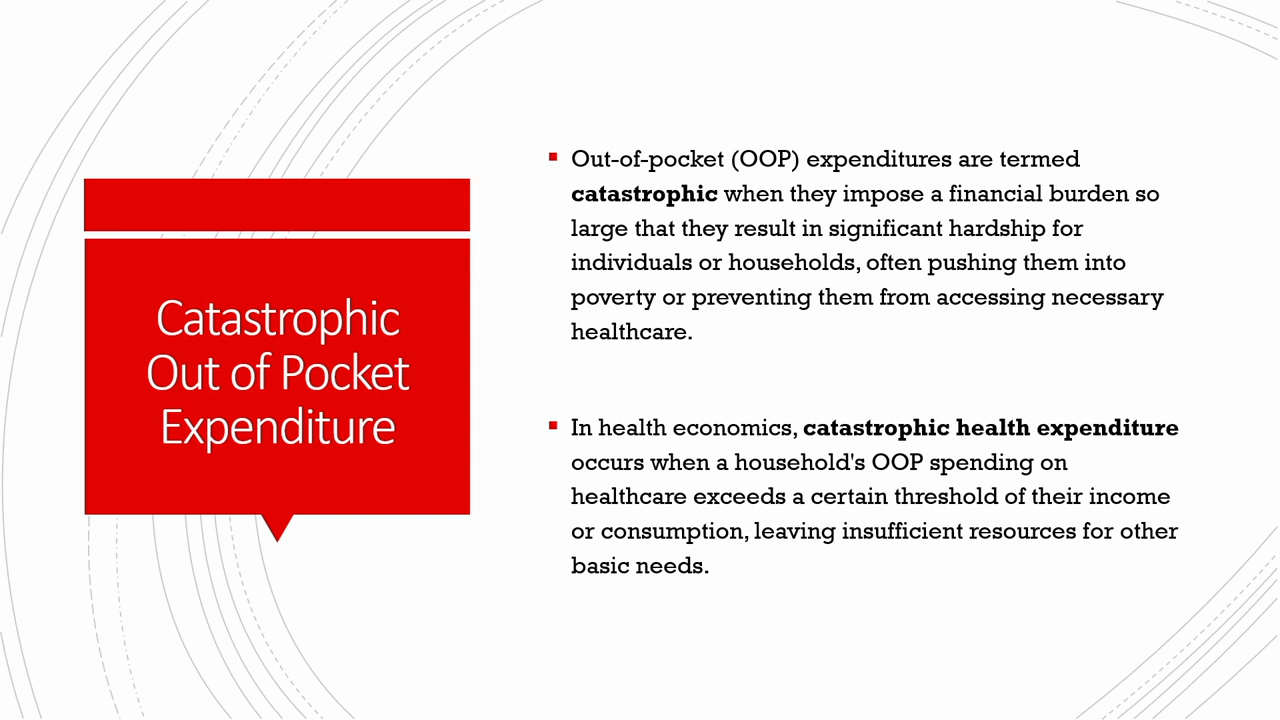 Catastrophic
Out of Pocket
Expenditure
Out-of-pocket (OOP) expenditures are termed
catastrophic when they impose a financial burden so
large that they result in significant hardship for
individuals or households, often pushing them into
poverty or preventing them from accessing necessary
healthcare.
In health economics, catastrophic health expenditure
occurs when a household's OOP spending on
healthcare exceeds a certain threshold of their income
or consumption, leaving insufficient resources for other
basic needs.